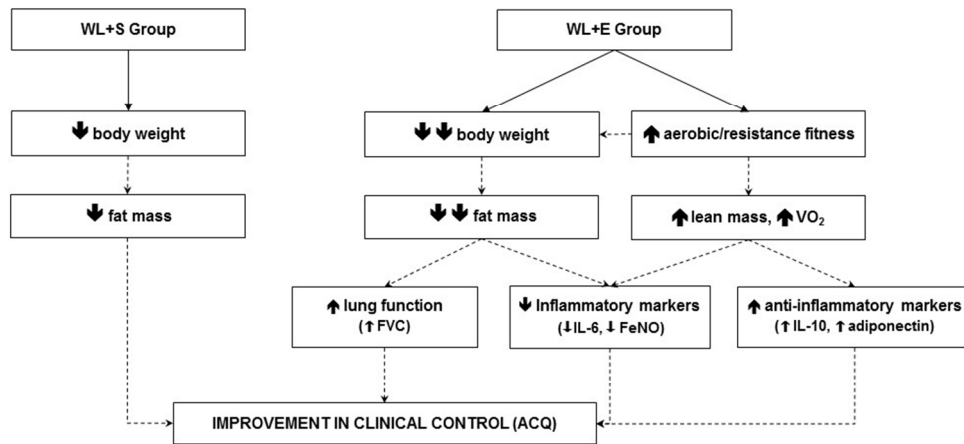 WL+S Group
WL+E Group
🡇 body weight
🡇 🡇 body weight
🡅 aerobic/resistance fitness
🡇 fat mass
🡇 🡇 fat mass
🡅 lean mass, 🡅 VO₂
🡅 lung function
(↑ FVC)
🡇 Inflammatory markers
(↓IL-6, ↓ FeNO)
🡅 anti-inflammatory markers
(↑ IL-10, ↑ adiponectin)
IMPROVEMENT IN CLINICAL CONTROL (ACQ)